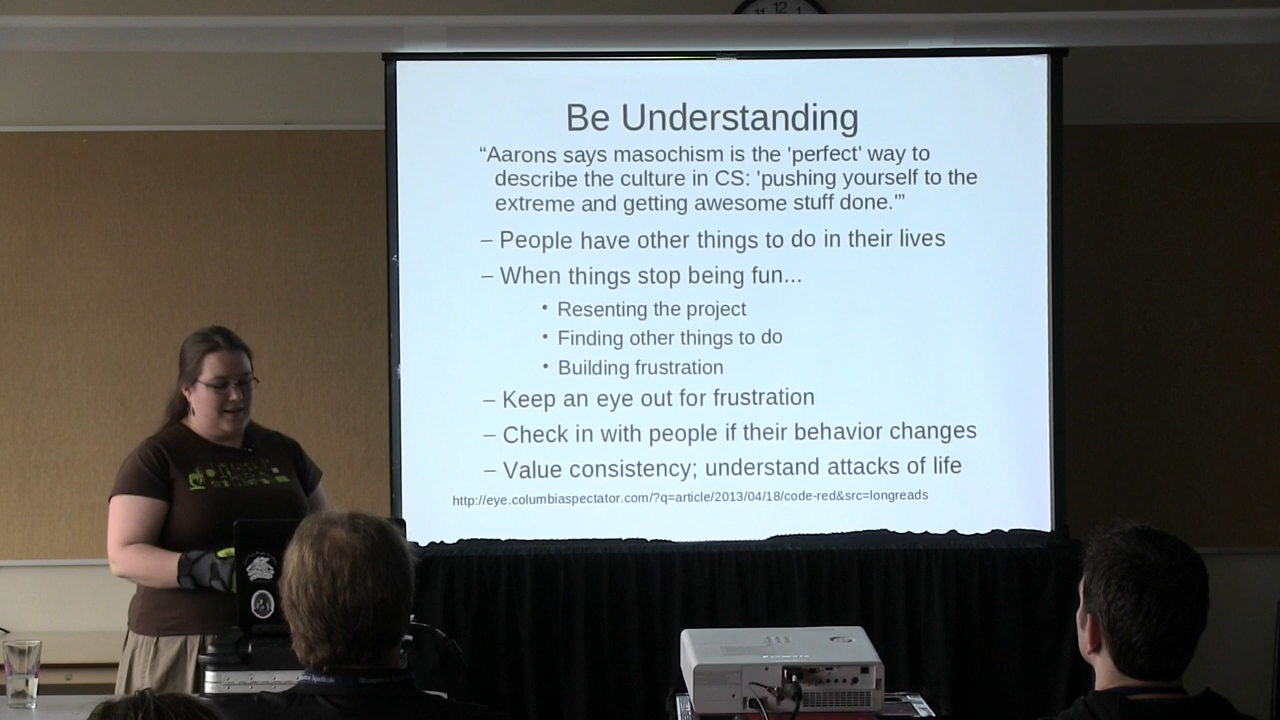 11 12 1
Be Understanding
“Aarons says masochism is the 'perfect' way to
describe the culture in CS: 'pushing yourself to the
extreme and getting awesome stuff done.'”
– People have other things to do in their lives
– When things stop being fun...
• Resenting the project
• Finding other things to do
• Building frustration
– Keep an eye out for frustration
– Check in with people if their behavior changes
– Value consistency; understand attacks of life
http://eye.columbiaspectator.com/?q=article/2013/04/18/code-red&src=longreads